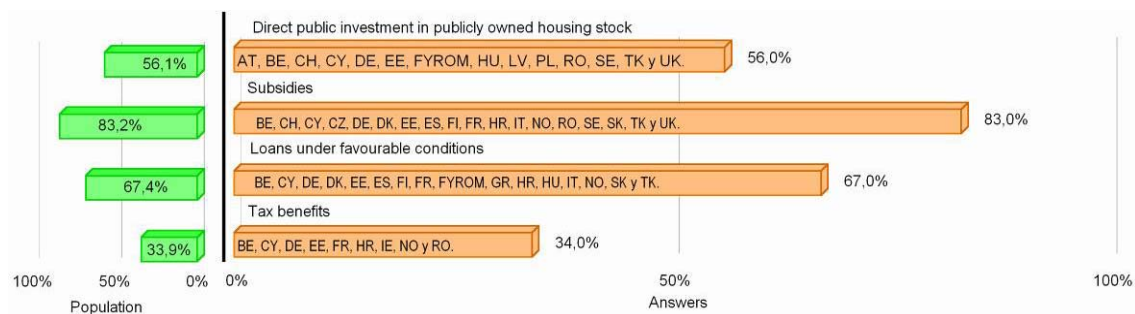 Direct public investment in publicly owned housing stock
56,1%
AT, BE, CH, CY, DE, EE, FYROM, HU, LV, PL, RO, SE, TK y UK.
56,0%
Subsidies
83,2%
BE, CH, CY, CZ, DE, DK, EE, ES, FI, FR, HR, IT, NO, RO, SE, SK, TK y UK.
83,0%
Loans under favourable conditions
67,4%
BE, CY, DE, DK, EE, ES, FI, FR, FYROM, GR, HR, HU, IT, NO, SK y TK.
67,0%
Tax benefits
33,9%
BE, CY, DE, EE, FR, HR, IE, NO y RO.
34,0%
100% 50% 0% 0% 50% 100%
Population Answers